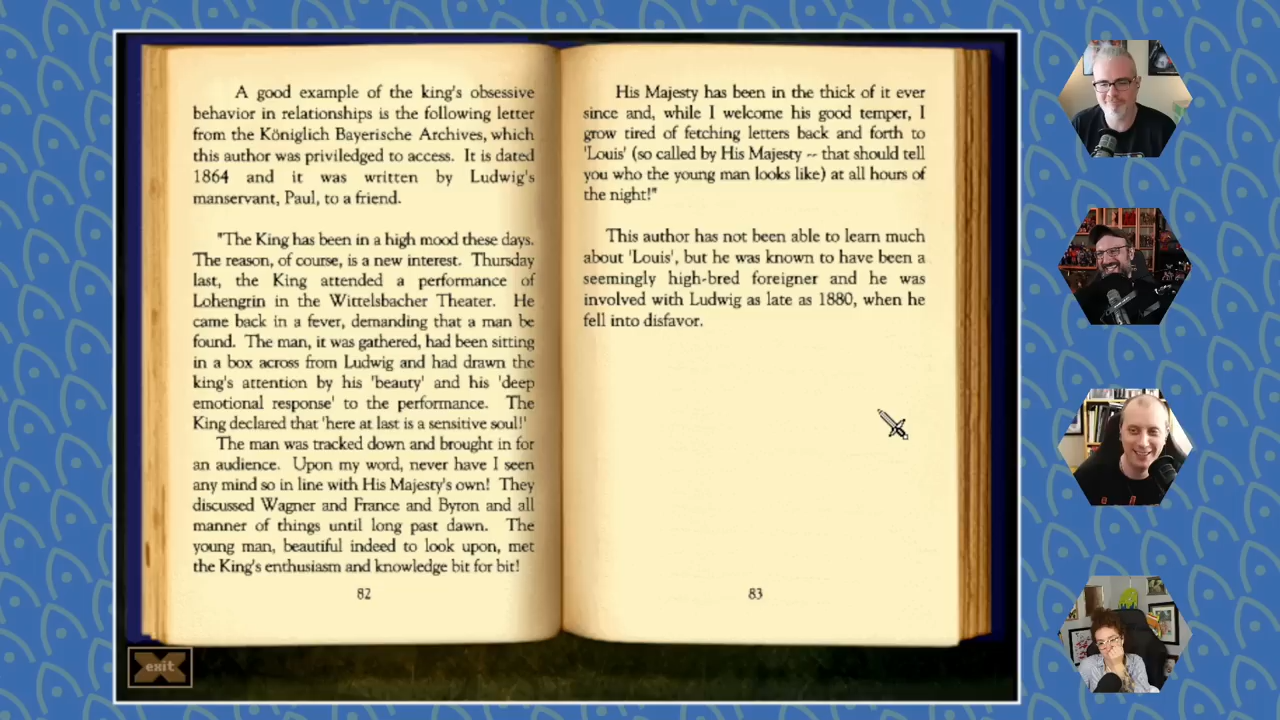 A good example of the king's obsessive
behavior in relationships is the following letter
from the Königlich Bayerische Archives, which
this author was priviledged to access. It is dated
1864 and it was written by Ludwig's
manservant, Paul, to a friend.
"The King has been in a high mood these days.
The reason, of course, is a new interest. Thursday
last, the King attended a performance of
Lohengrin in the Wittelsbacher Theater. He
came back in a fever, demanding that a man be
found. The man, it was gathered, had been sitting
in a box across from Ludwig and had drawn the
king's attention by his 'beauty' and his 'deep
emotional response' to the performance. The
King declared that 'here at last is a sensitive soul!'
The man was tracked down and brought in for
an audience. Upon my word, never have I seen
any mind so in line with His Majesty's own! They
discussed Wagner and France and Byron and all
manner of things until long past dawn. The
young man, beautiful indeed to look upon, met
the King's enthusiasm and knowledge bit for bit!
82
His Majesty has been in the thick of it ever
since and, while I welcome his good temper, I
grow tired of fetching letters back and forth to
'Louis' (so called by His Majesty -- that should tell
you who the young man looks like) at all hours of
the night!"
This author has not been able to learn much
about 'Louis', but he was known to have been a
seemingly high-bred foreigner and he was
involved with Ludwig as late as 1880, when he
fell into disfavor.
83
exit